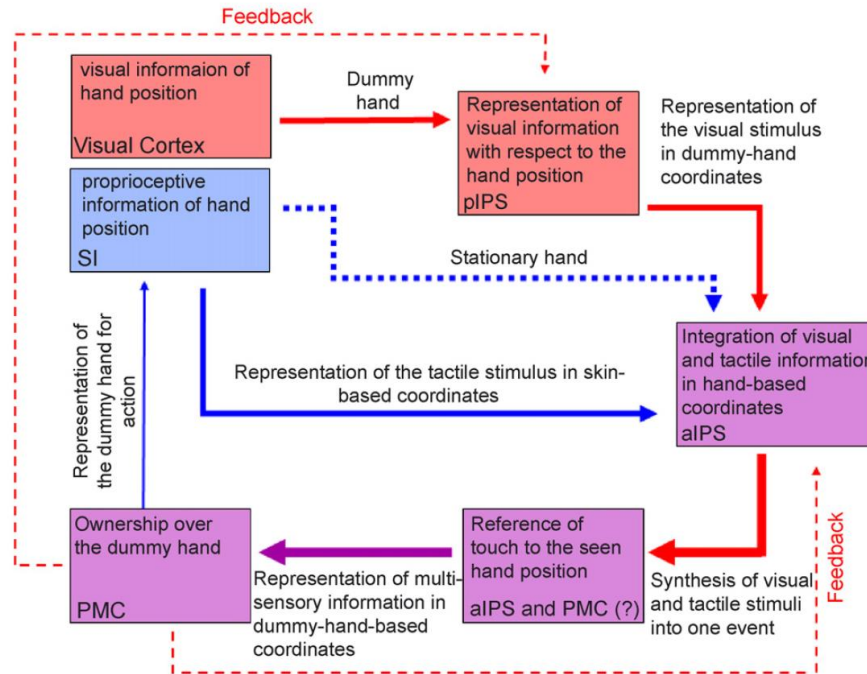 Feedback
visual informaion of
hand position
Visual Cortex
Dummy
hand
Representation of
visual information
with respect to the
hand position
pIPS
Representation of
the visual stimulus
in dummy-hand
coordinates
proprioceptive
information of hand
position
SI
Stationary hand
Representation of
the dummy hand for
action
Representation of the tactile stimulus in skin-
based coordinates
Integration of visual
and tactile information
in hand-based
coordinates
aIPS
Ownership over
the dummy hand
PMC
Representation of multi-
sensory information in
dummy-hand-based
coordinates
Reference of
touch to the seen
hand position
aIPS and PMC (?)
Synthesis of visual
and tactile stimuli
into one event
Feedback